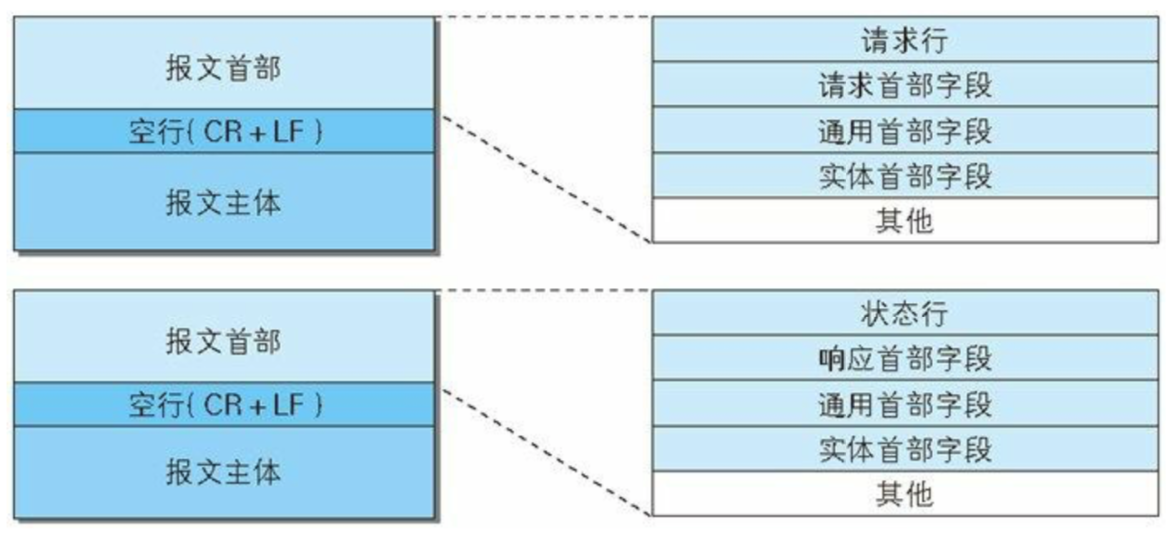 报文首部
空行(CR+LF)
报文主体
请求行
请求首部字段
通用首部字段
实体首部字段
其他
报文首部
空行(CR+LF)
报文主体
状态行
响应首部字段
通用首部字段
实体首部字段
其他